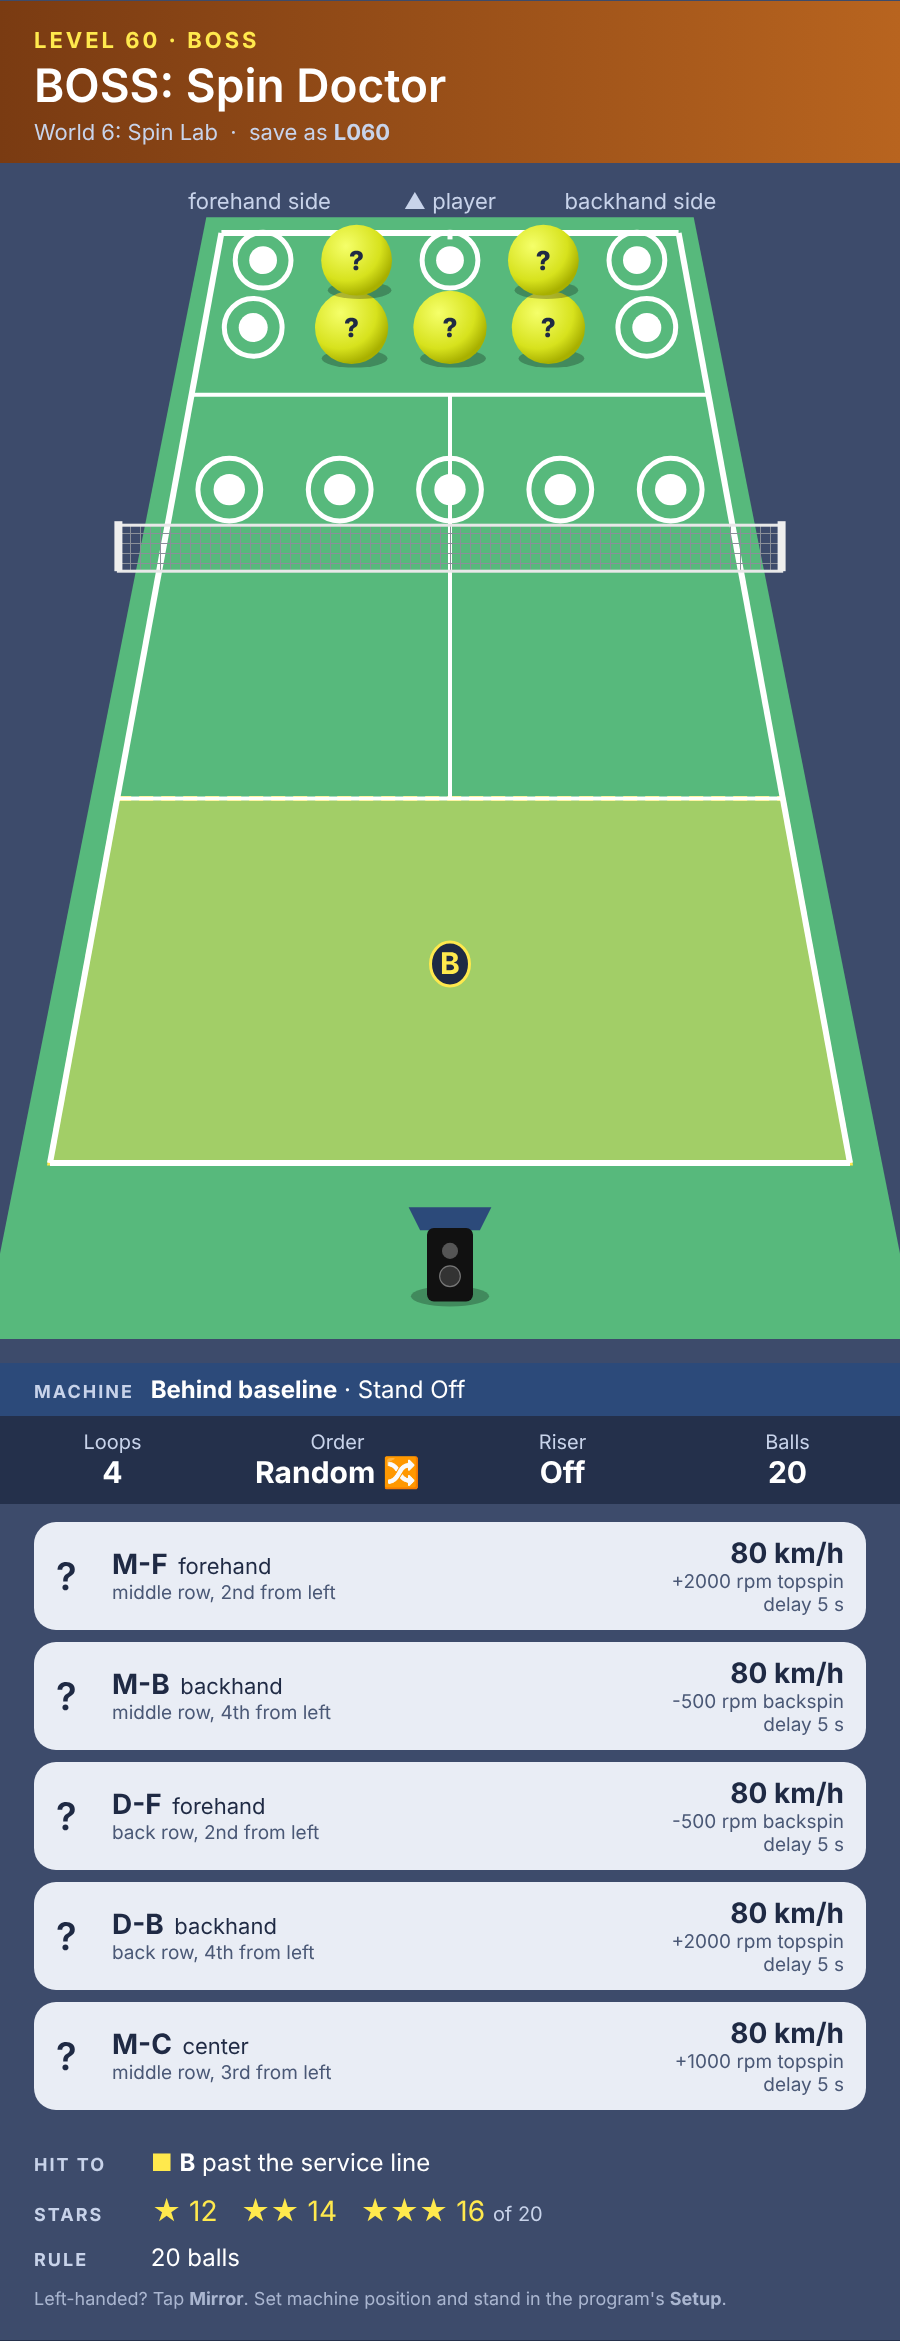 LEVEL 60 · BOSS
BOSS: Spin Doctor
World 6: Spin Lab · save as L060
forehand side ▲ player backhand side
? ?
? ? ?
B
MACHINE Behind baseline · Stand Off
Loops Order Riser Balls
4 Random 🔀 Off 20
? M-F forehand 80 km/h
middle row, 2nd from left +2000 rpm topspin
delay 5 s
? M-B backhand 80 km/h
middle row, 4th from left -500 rpm backspin
delay 5 s
? D-F forehand 80 km/h
back row, 2nd from left -500 rpm backspin
delay 5 s
? D-B backhand 80 km/h
back row, 4th from left +2000 rpm topspin
delay 5 s
? M-C center 80 km/h
middle row, 3rd from left +1000 rpm topspin
delay 5 s
HIT TO B past the service line
STARS ★ 12 ★★ 14 ★★★ 16 of 20
RULE 20 balls
Left-handed? Tap Mirror. Set machine position and stand in the program's Setup.